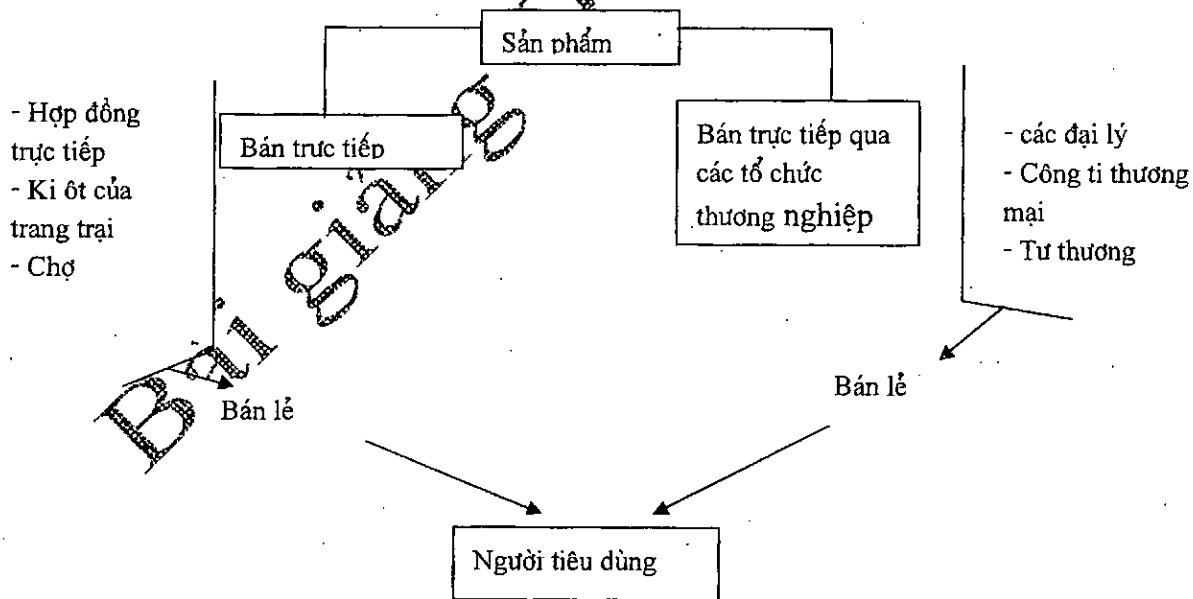 Sản phẩm
- Hợp đồng
trực tiếp
- Ki ôt của
trang trại
- Chợ
Bán trực tiếp
Bán trực tiếp qua
các tổ chức
thương nghiệp
- các đại lý
- Công ti thương
mại
- Tư thương
Bán lẻ
Bán lẻ
Người tiêu dùng
Bài giảng